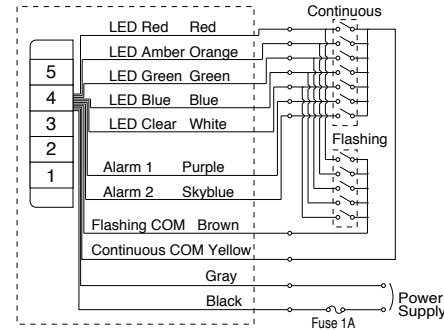 Continuous
LED Red Red
LED Amber Orange
LED Green Green
LED Blue Blue
LED Clear White
5
4
3
2
1
Flashing
Alarm 1 Purple
Alarm 2 Skyblue
Flashing COM Brown
Continuous COM Yellow
Gray
Black
Fuse 1A
Power
Supply